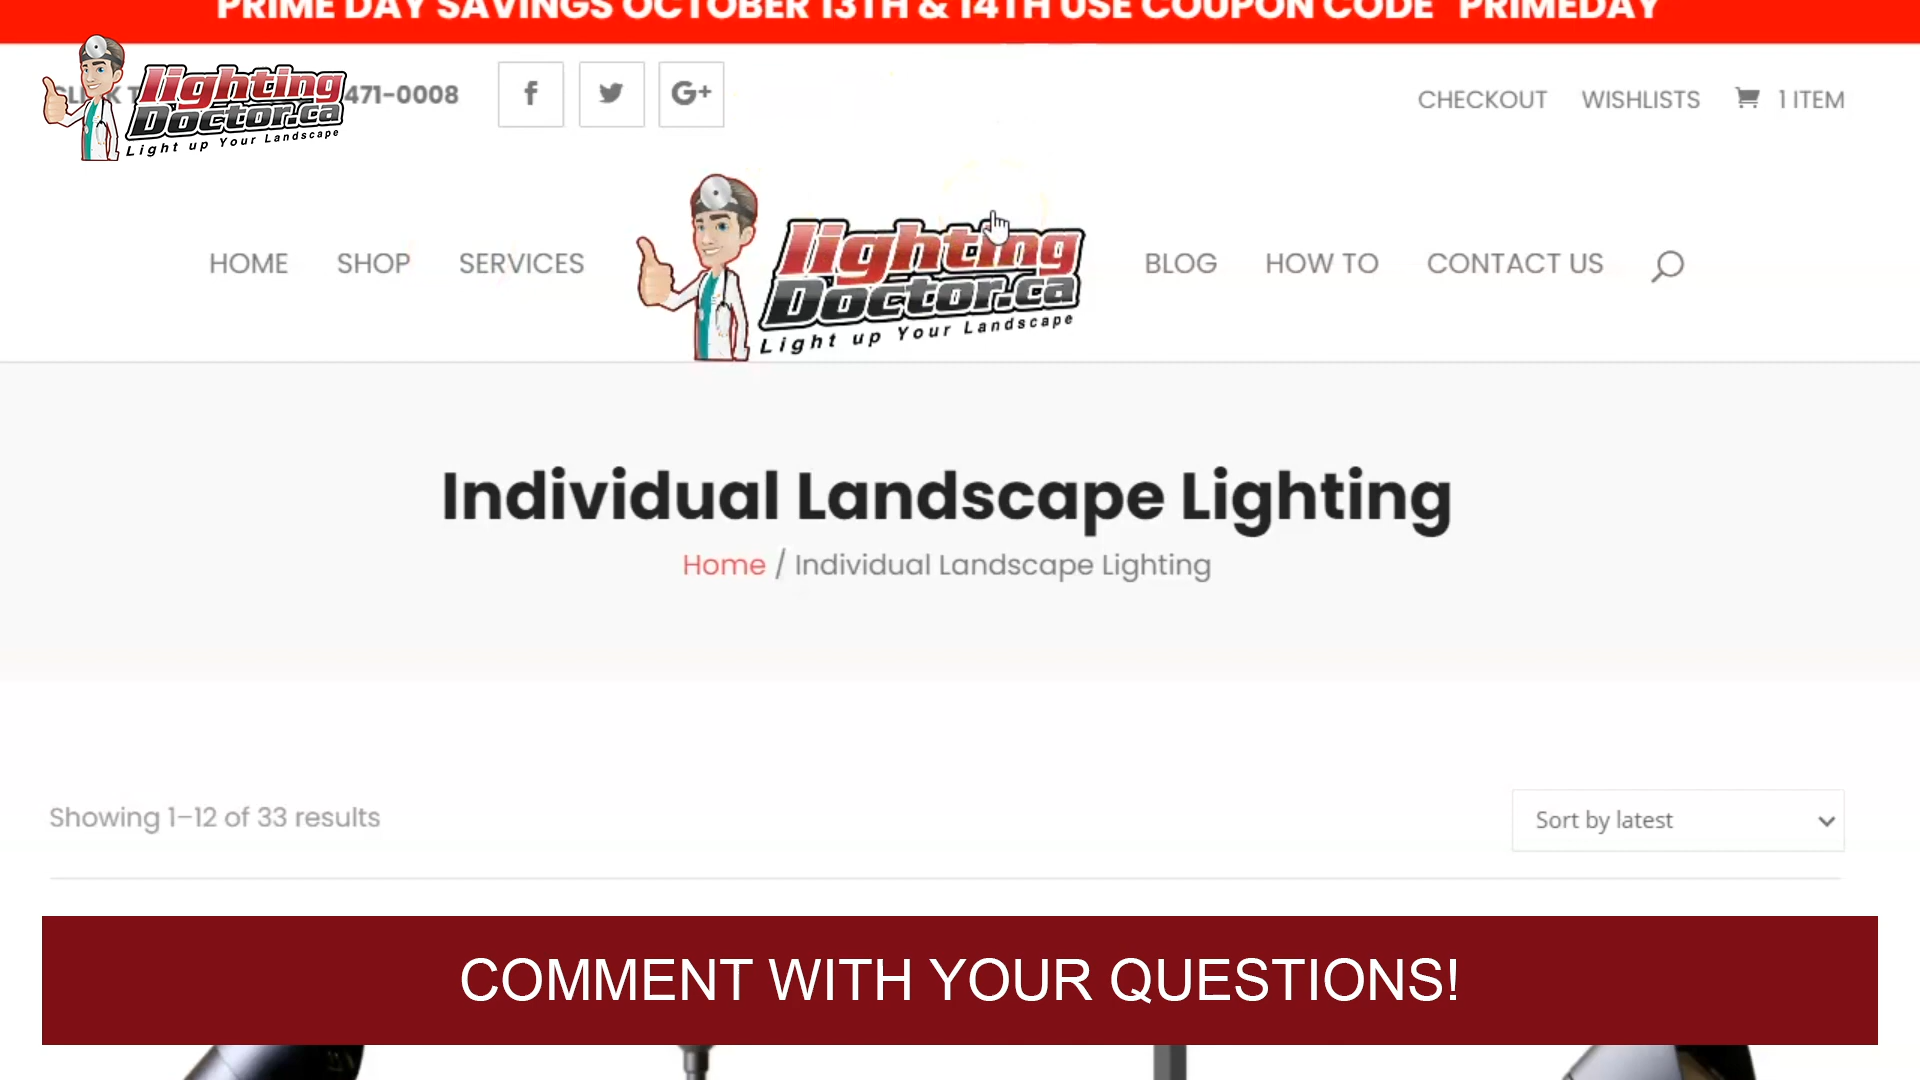 PRIME DAY SAVINGS OCTOBER 13TH & 14TH USE COUPON CODE "PRIMEDAY"
lighting
Doctor.ca
Light up Your Landscape
471-0008
f
G+
CHECKOUT
WISHLISTS
1 ITEM
HOME
SHOP
SERVICES
lighting
Doctor.ca
Light up Your Landscape
BLOG
HOW TO
CONTACT US
Individual Landscape Lighting
Home / Individual Landscape Lighting
Showing 1–12 of 33 results
Sort by latest
COMMENT WITH YOUR QUESTIONS!